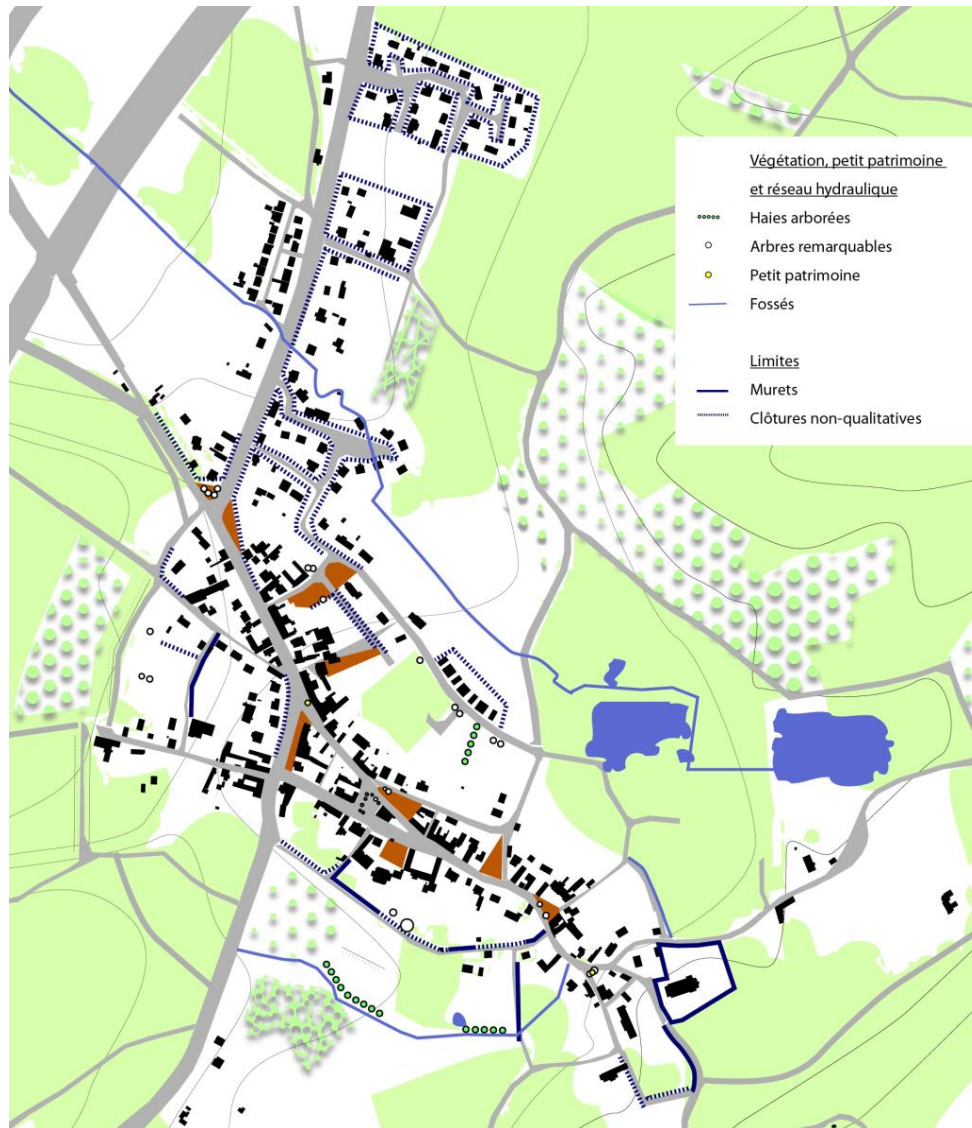 Végétation, petit patrimoine
et réseau hydraulique
Haies arborées
Arbres remarquables
Petit patrimoine
Fossés
Limites
Murets
Clôtures non-qualitatives